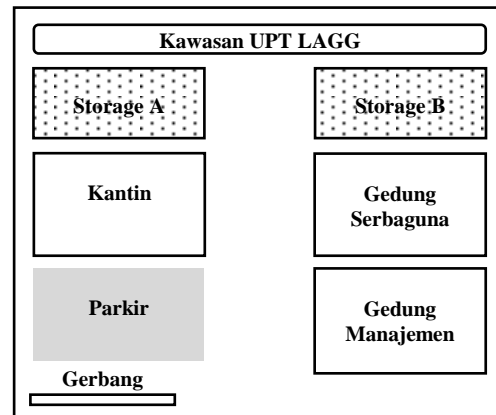 Kawasan UPT LAGG
Storage A
Storage B
Kantin
Gedung
Serbaguna
Parkir
Gedung
Manajemen
Gerbang